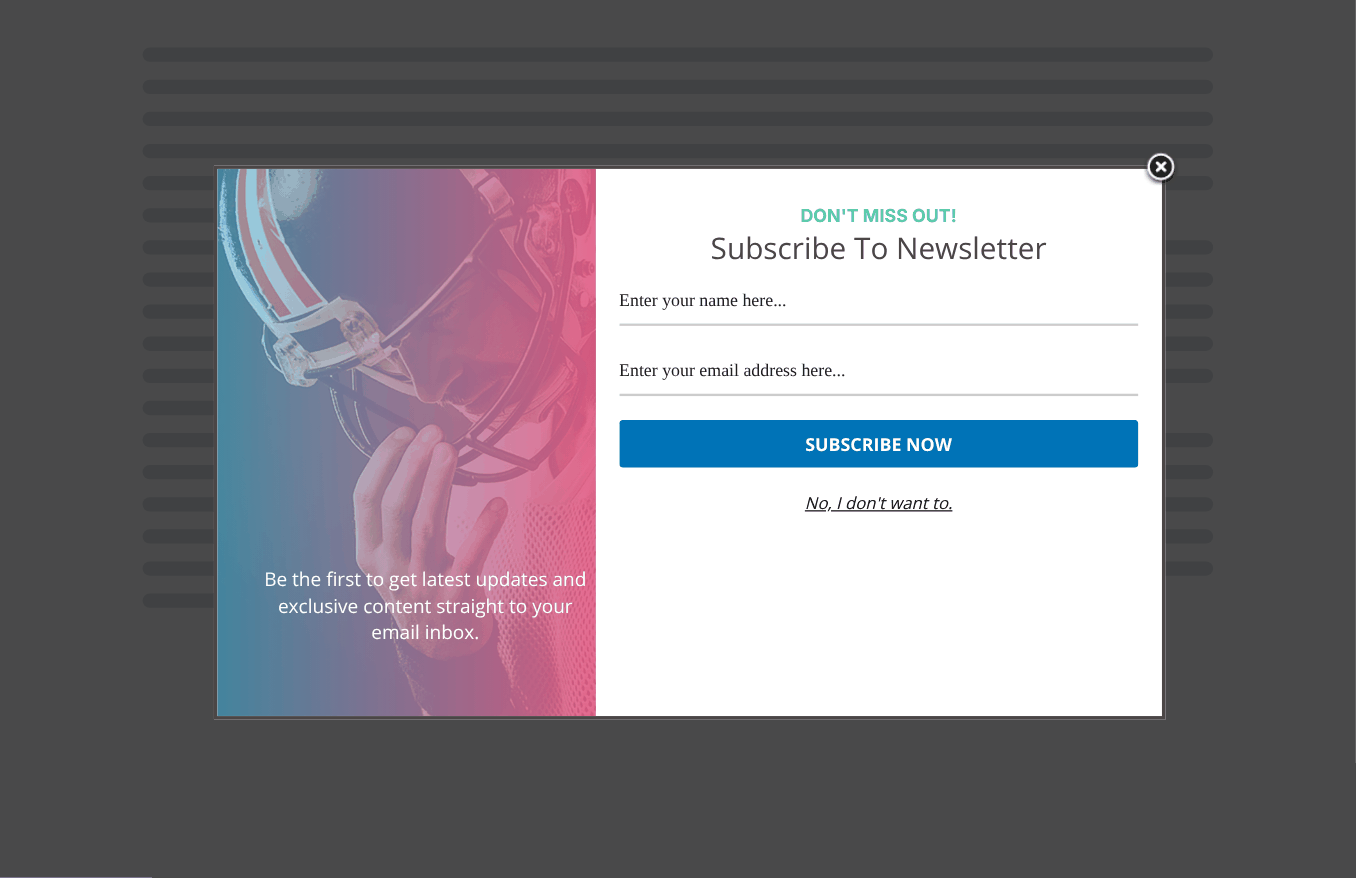 DON'T MISS OUT!
Subscribe To Newsletter
Enter your name here...
Enter your email address here...
SUBSCRIBE NOW
No, I don't want to.
Be the first to get latest updates and
exclusive content straight to your
email inbox.